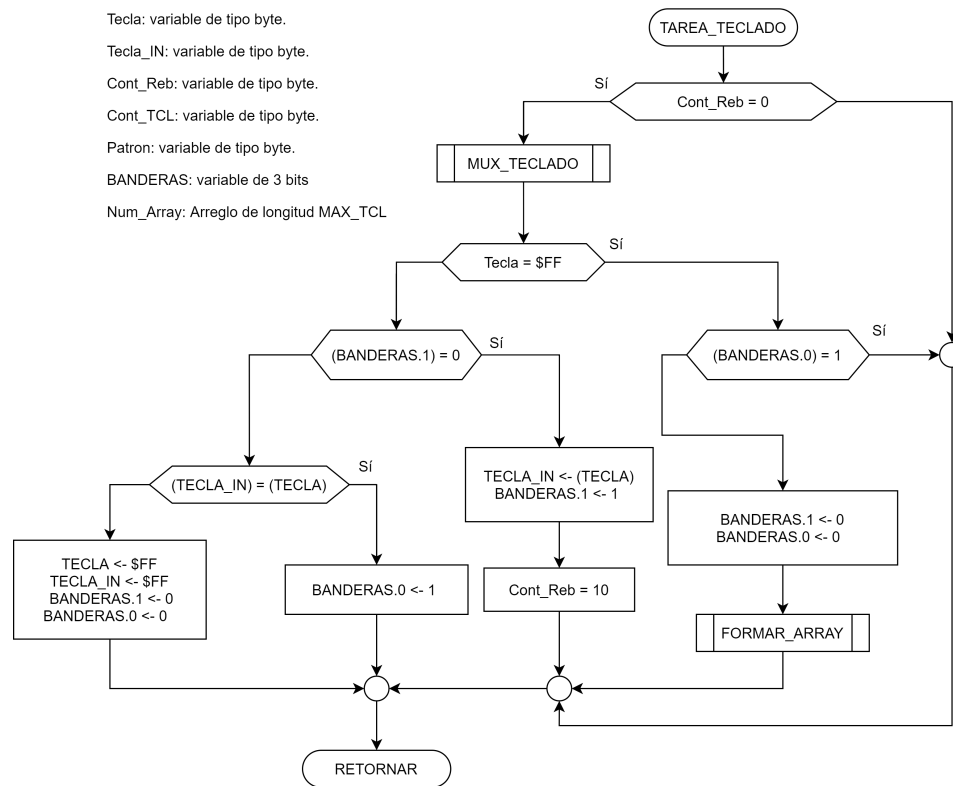 Tecla: variable de tipo byte.
Tecla_IN: variable de tipo byte.
Cont_Reb: variable de tipo byte.
Cont_TCL: variable de tipo byte.
Patron: variable de tipo byte.
BANDERAS: variable de 3 bits
Num_Array: Arreglo de longitud MAX_TCL
TAREA_TECLADO
Sí
Cont_Reb = 0
MUX_TECLADO
Sí
Tecla = $FF
Sí
(BANDERAS.1) = 0
Sí
(BANDERAS.0) = 1
Sí
(TECLA_IN) = (TECLA)
TECLA_IN <- (TECLA)
BANDERAS.1 <- 1
BANDERAS.1 <- 0
BANDERAS.0 <- 0
TECLA <- $FF
TECLA_IN <- $FF
BANDERAS.1 <- 0
BANDERAS.0 <- 0
BANDERAS.0 <- 1
Cont_Reb = 10
FORMAR_ARRAY
RETORNAR